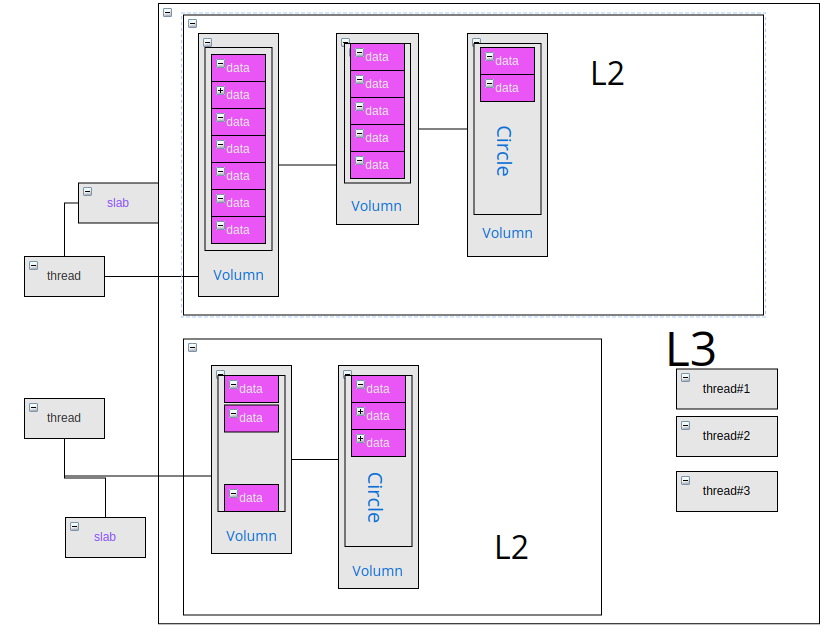 data
data
data
data
data
data
data
Volumn
data
data
data
data
data
Volumn
data
data
Circle
Volumn
L2
slab
thread
L3
thread#1
thread#2
thread#3
thread
slab
data
data
data
Volumn
data
data
data
Circle
Volumn
L2